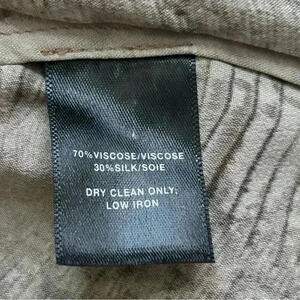 70%VISCOSE/VISCOSE
30%SILK/SOIE
DRY CLEAN ONLY;
LOW IRON